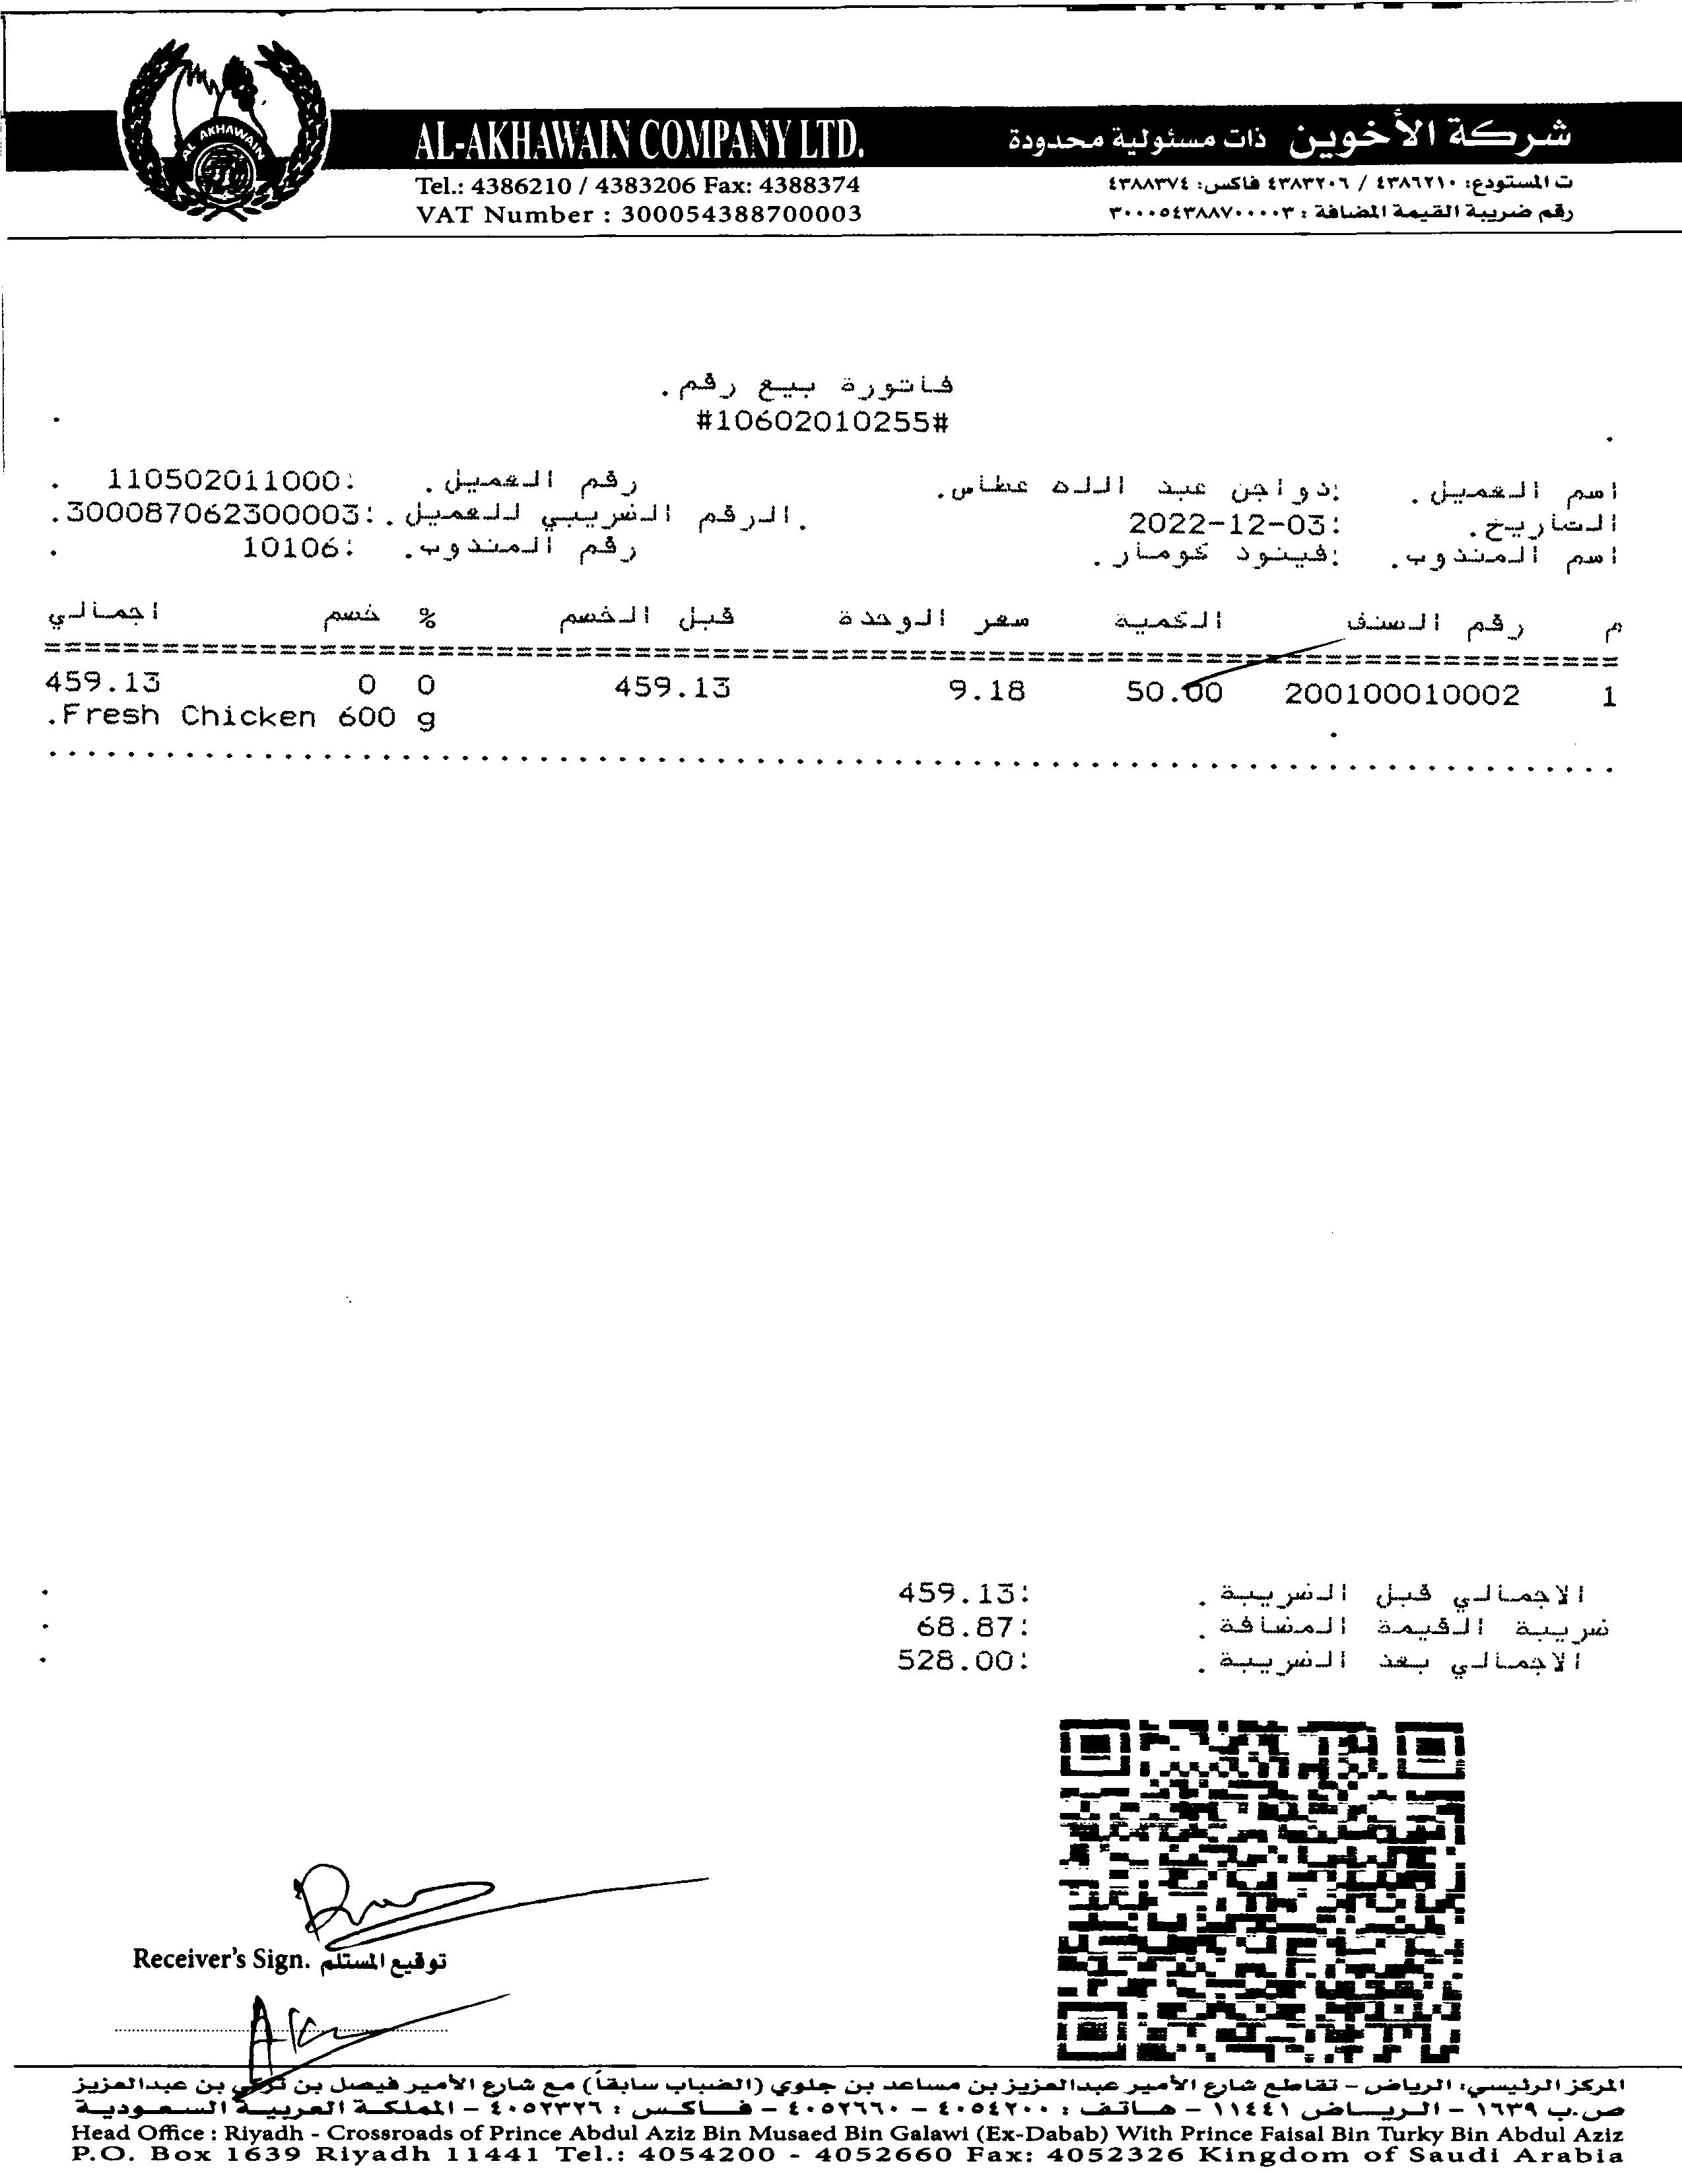 AL AKHAWAIN
AL-AKHAWAIN COMPANY LTD.
شركة الأخوين ذات مسئولية محدودة
Tel.: 4386210 / 4383206 Fax: 4388374
ت المستودع: ٤٣٨٦٢١٠ / ٤٣٨٣٢٠٦ فاكس: ٤٣٨٨٣٧٤
VAT Number : 300054388700003
رقم ضريبة القيمة المضافة : ٣٠٠٠٥٤٣٨٨٧٠٠٠٠٣
فاتورة بيع رقم.
#10602010255#
اسم العميل. :دواجن عبد الله عطاس. رقم العميل. :110502011000 .
التاريخ. :2022-12-03 .الرقم الضريبي للعميل. :300087062300003.
اسم المندوب. :فينود كومار. رقم المندوب. :10106 .
م رقم الصنف الكمية سعر الوحدة قبل الخصم % خصم اجمالي
1 200100010002 50.00 9.18 459.13 0 0 459.13
.Fresh Chicken 600 g
الاجمالي قبل الضريبة. :459.13
ضريبة القيمة المضافة. :68.87
الاجمالي بعد الضريبة. :528.00
Receiver's Sign. توقيع المستلم
المركز الرئيسي: الرياض – تقاطع شارع الأمير عبدالعزيز بن مساعد بن جلوي (الضباب سابقاً) مع شارع الأمير فيصل بن تركي بن عبدالعزيز
ص.ب ١٦٣٩ – الرياض ١١٤٤١ – هاتف : ٤٠٥٤٢٠٠ – ٤٠٥٢٦٦٠ – فاكس : ٤٠٥٢٣٢٦ – المملكة العربية السعودية
Head Office : Riyadh - Crossroads of Prince Abdul Aziz Bin Musaed Bin Galawi (Ex-Dabab) With Prince Faisal Bin Turky Bin Abdul Aziz
P.O. Box 1639 Riyadh 11441 Tel.: 4054200 - 4052660 Fax: 4052326 Kingdom of Saudi Arabia